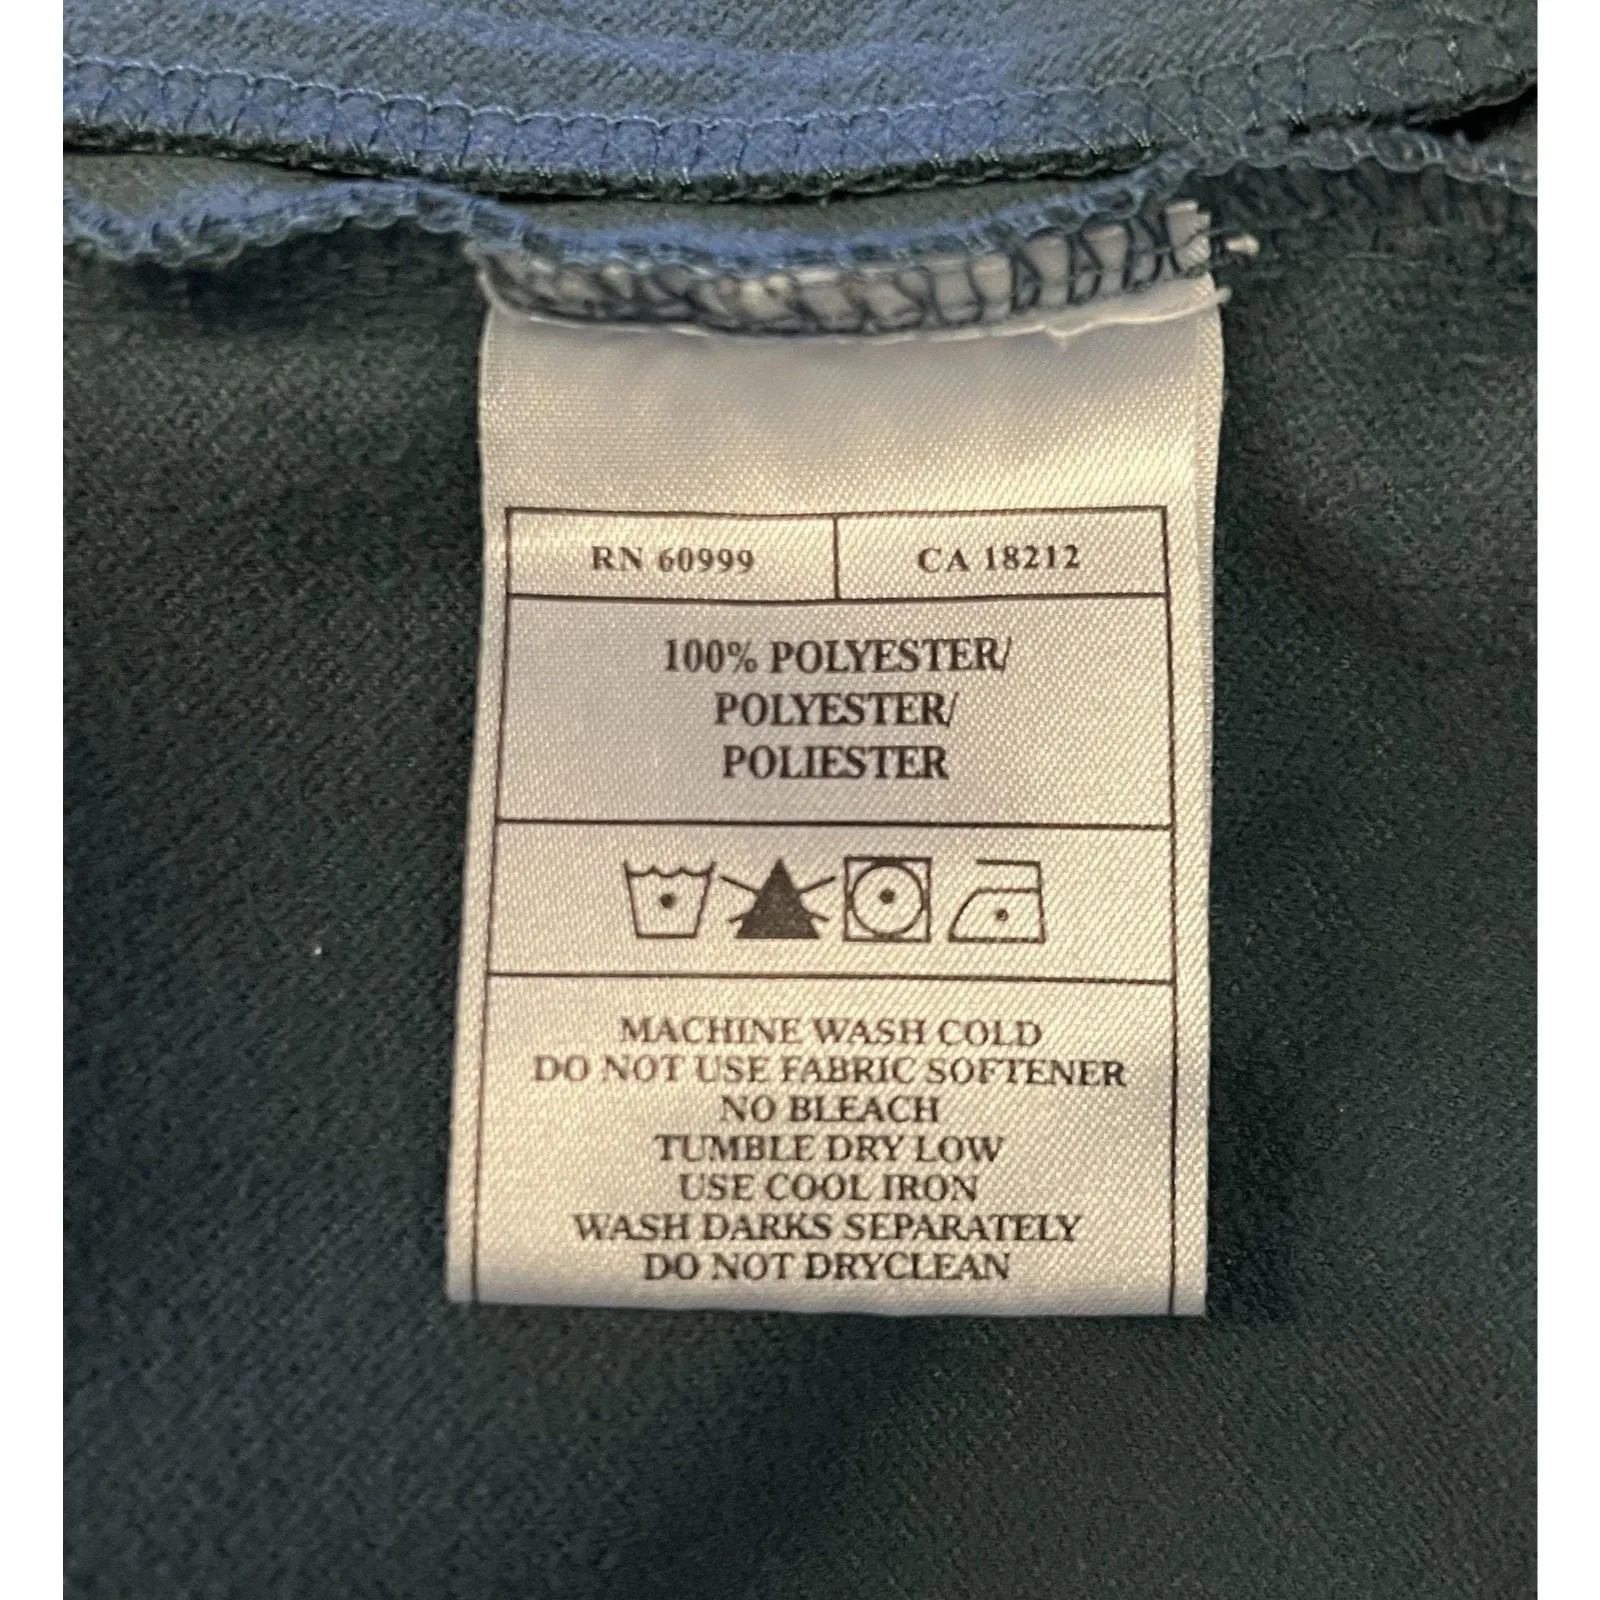 RN 60999 CA 18212
100% POLYESTER/
POLYESTER/
POLIESTER
MACHINE WASH COLD
DO NOT USE FABRIC SOFTENER
NO BLEACH
TUMBLE DRY LOW
USE COOL IRON
WASH DARKS SEPARATELY
DO NOT DRYCLEAN